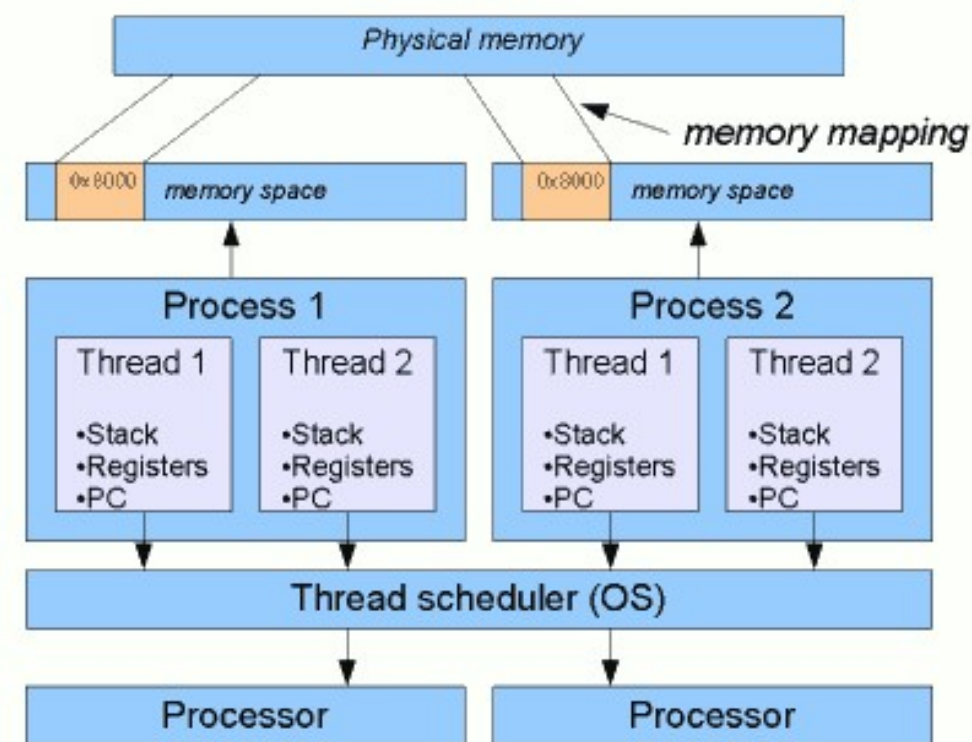 Physical memory
memory mapping
0x8000 memory space 0x8000 memory space
Process 1 Process 2
Thread 1 Thread 2 Thread 1 Thread 2
•Stack •Stack •Stack •Stack
•Registers •Registers •Registers •Registers
•PC •PC •PC •PC
Thread scheduler (OS)
Processor Processor